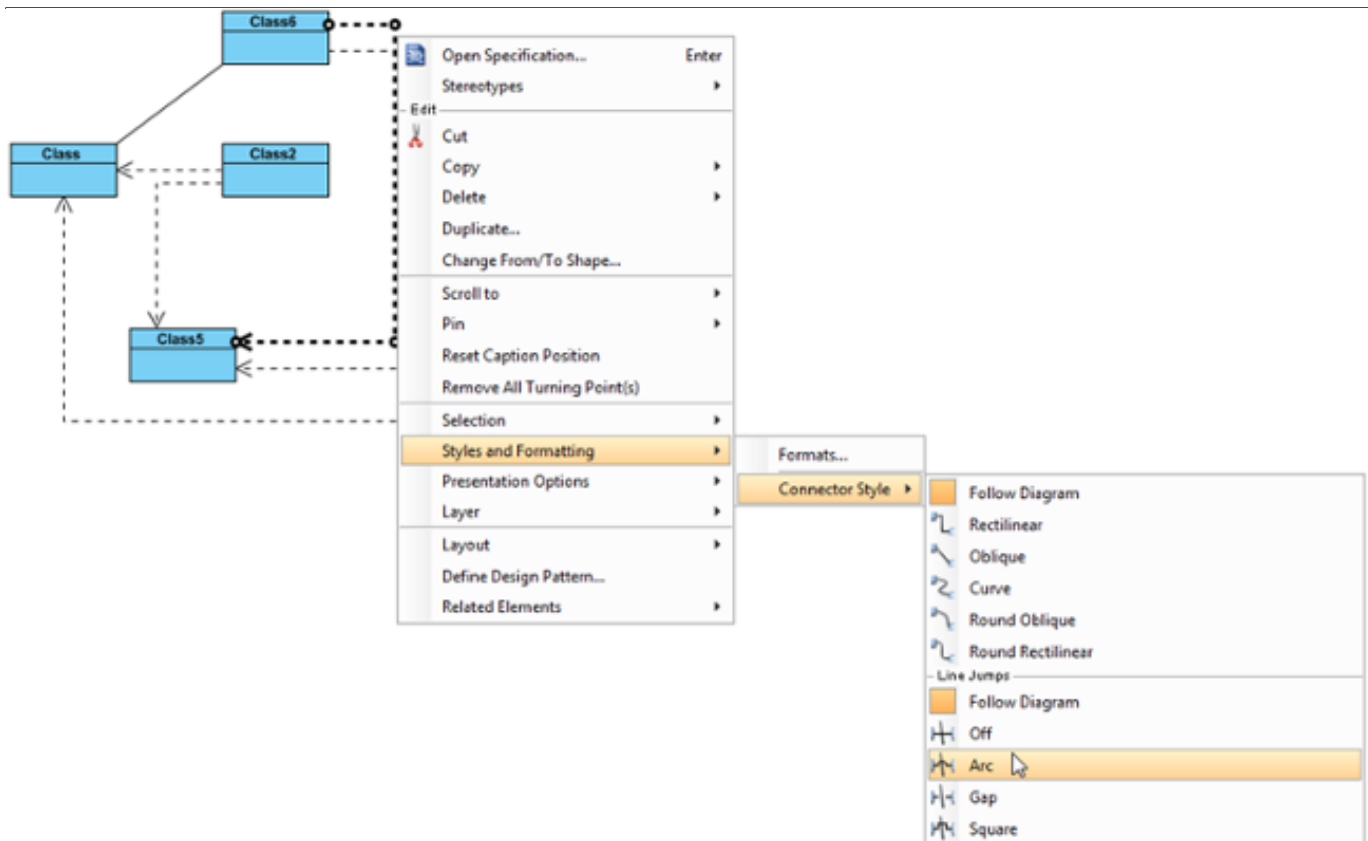 Class6
Class
Class2
Class5
Open Specification... Enter
Stereotypes
Edit
Cut
Copy
Delete
Duplicate...
Change From/To Shape...
Scroll to
Pin
Reset Caption Position
Remove All Turning Point(s)
Selection
Styles and Formatting
Presentation Options
Layer
Layout
Define Design Pattern...
Related Elements
Formats...
Connector Style
Follow Diagram
Rectilinear
Oblique
Curve
Round Oblique
Round Rectilinear
Line Jumps
Follow Diagram
Off
Arc
Gap
Square